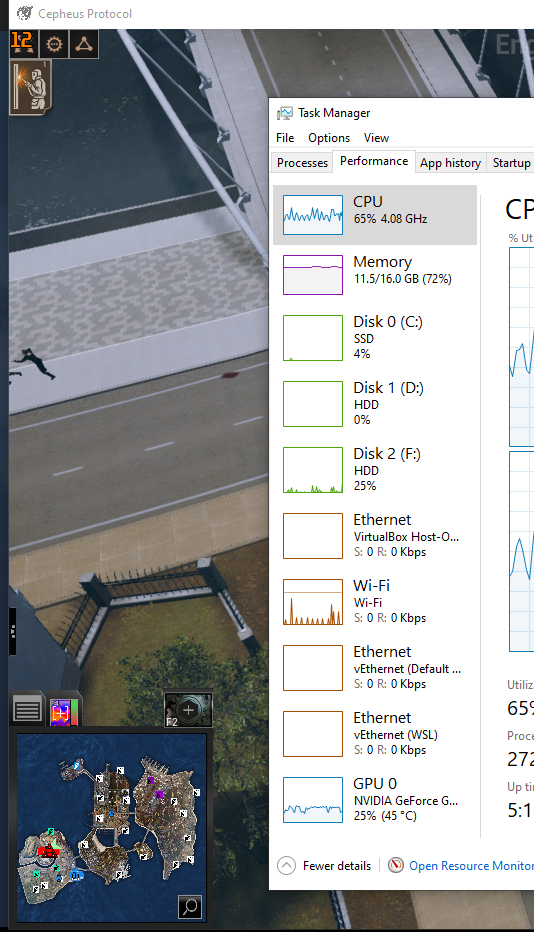 Cepheus Protocol
12
En
1
Task Manager
File Options View
Processes Performance App history Startup
CPU
65% 4.08 GHz
Memory
11.5/16.0 GB (72%)
Disk 0 (C:)
SSD
4%
Disk 1 (D:)
HDD
0%
Disk 2 (F:)
HDD
25%
Ethernet
VirtualBox Host-O...
S: 0 R: 0 Kbps
Wi-Fi
Wi-Fi
S: 0 R: 0 Kbps
Ethernet
vEthernet (Default ...
S: 0 R: 0 Kbps
Ethernet
vEthernet (WSL)
S: 0 R: 0 Kbps
GPU 0
NVIDIA GeForce G...
25% (45 °C)
CP
% Ut
Utiliza
65%
Proce
272
Up tim
5:1
Fewer details
Open Resource Monitor
F2